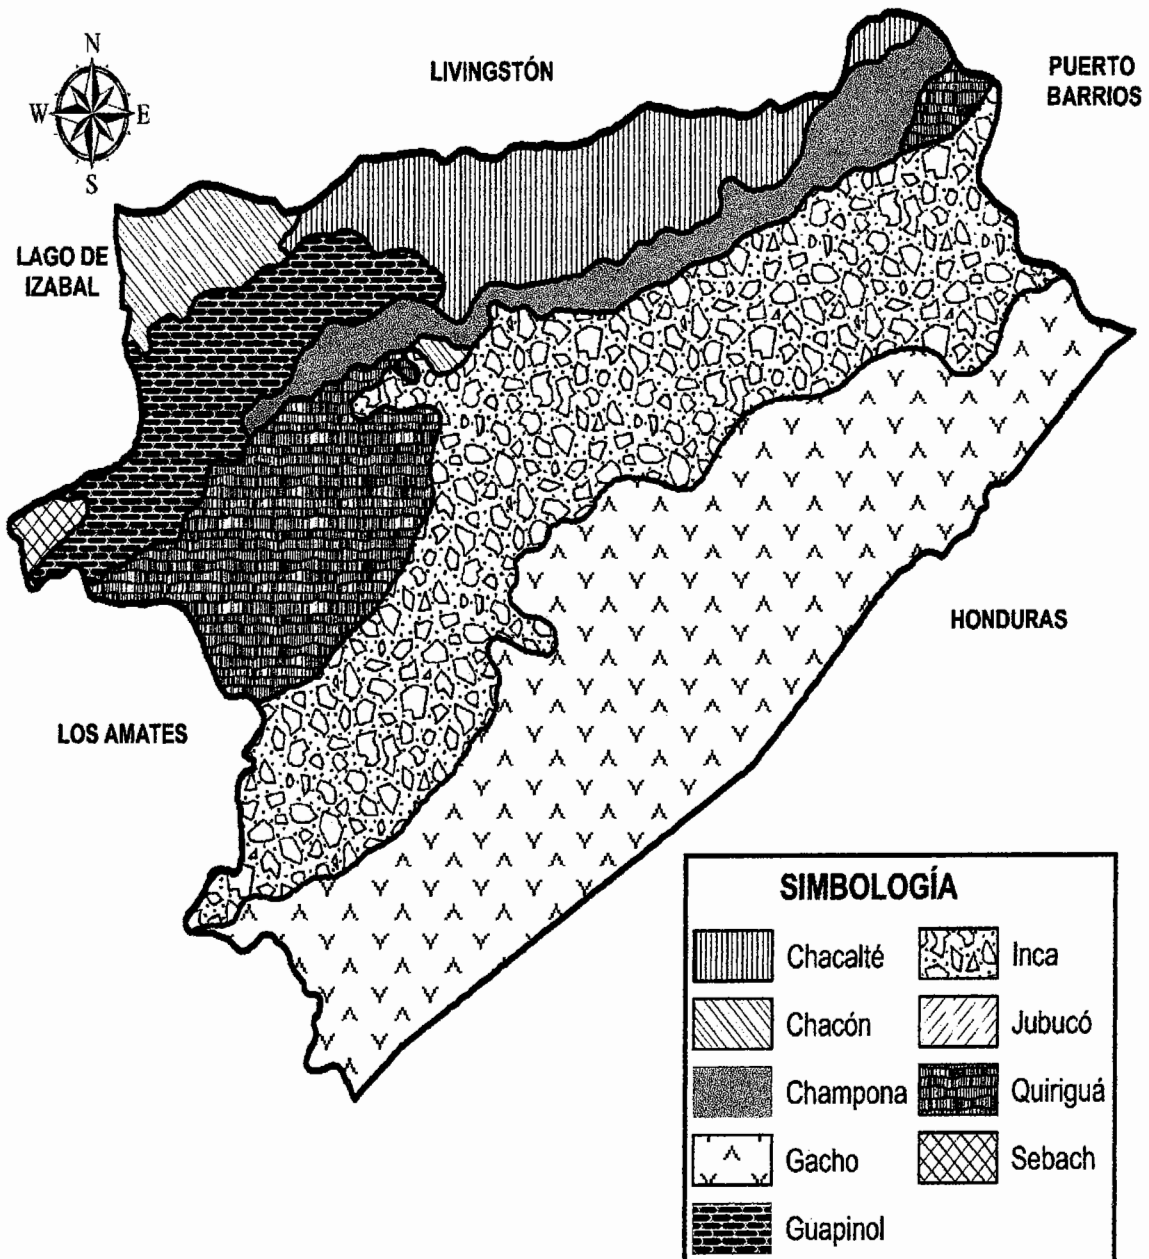 N
W E
S
LIVINGSTÓN
PUERTO
BARRIOS
LAGO DE
IZABAL
HONDURAS
LOS AMATES
SIMBOLOGÍA
Chacalté
Chacón
Champona
Gacho
Guapinol
Inca
Jubucó
Quiriguá
Sebach